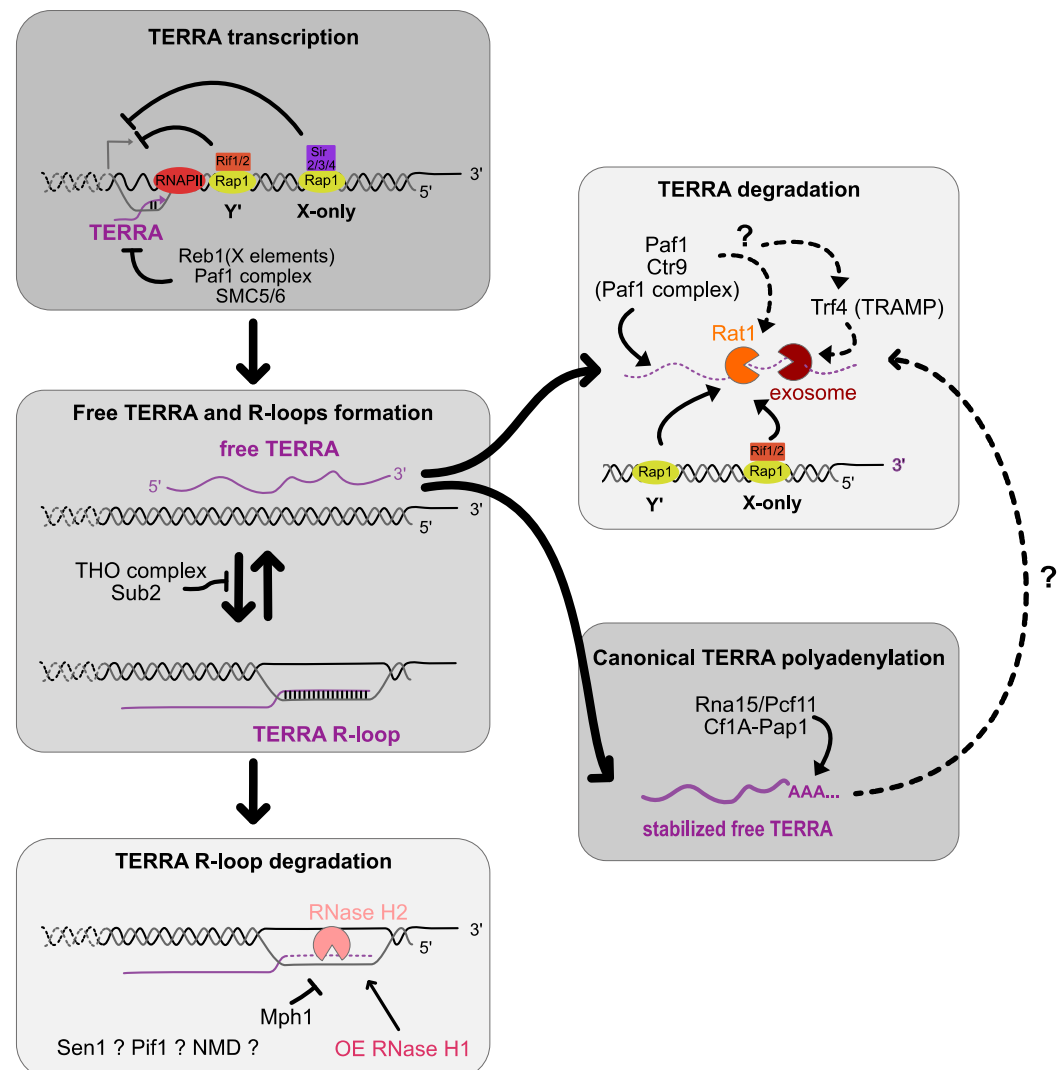 TERRA transcription
Rif1/2
Sir
2/3/4
RNAPII
Rap1
Rap1
3'
5'
Y'
X-only
TERRA
Reb1(X elements)
Paf1 complex
SMC5/6
Free TERRA and R-loops formation
free TERRA
5'
3'
3'
5'
THO complex
Sub2
TERRA R-loop
TERRA R-loop degradation
RNase H2
3'
5'
Mph1
Sen1 ? Pif1 ? NMD ?
OE RNase H1
TERRA degradation
Paf1
Ctr9
(Paf1 complex)
?
Trf4 (TRAMP)
Rat1
exosome
Rif1/2
Rap1
Rap1
3'
5'
Y'
X-only
?
Canonical TERRA polyadenylation
Rna15/Pcf11
Cf1A-Pap1
AAA...
stabilized free TERRA